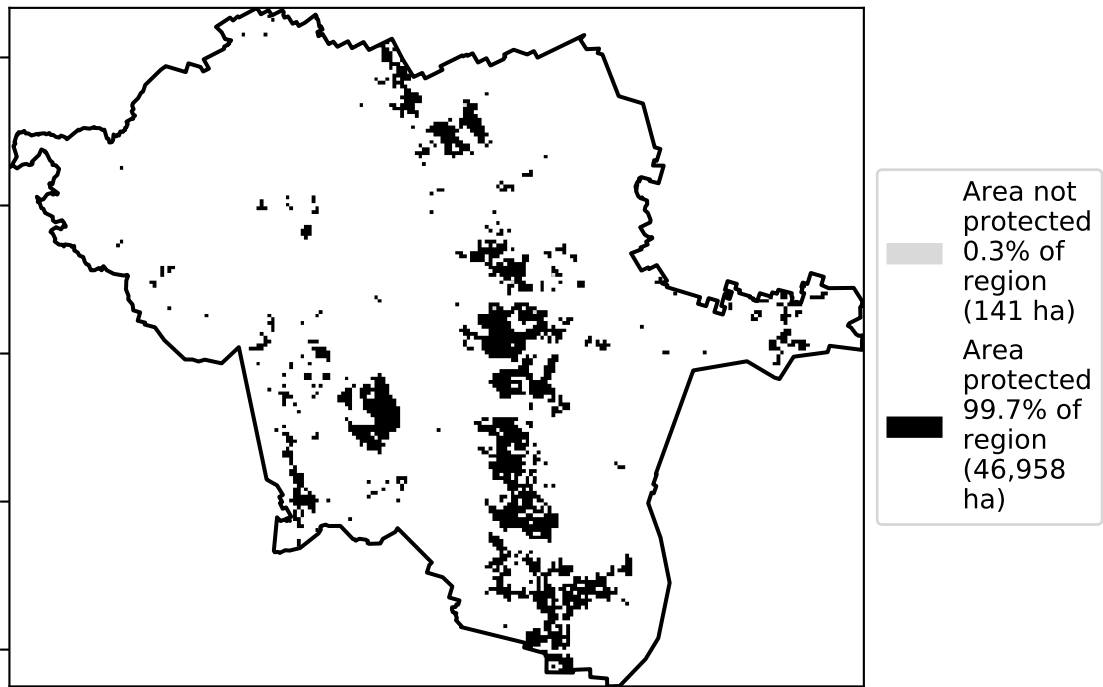 Area not
protected
0.3% of
region
(141 ha)
Area
protected
99.7% of
region
(46,958
ha)